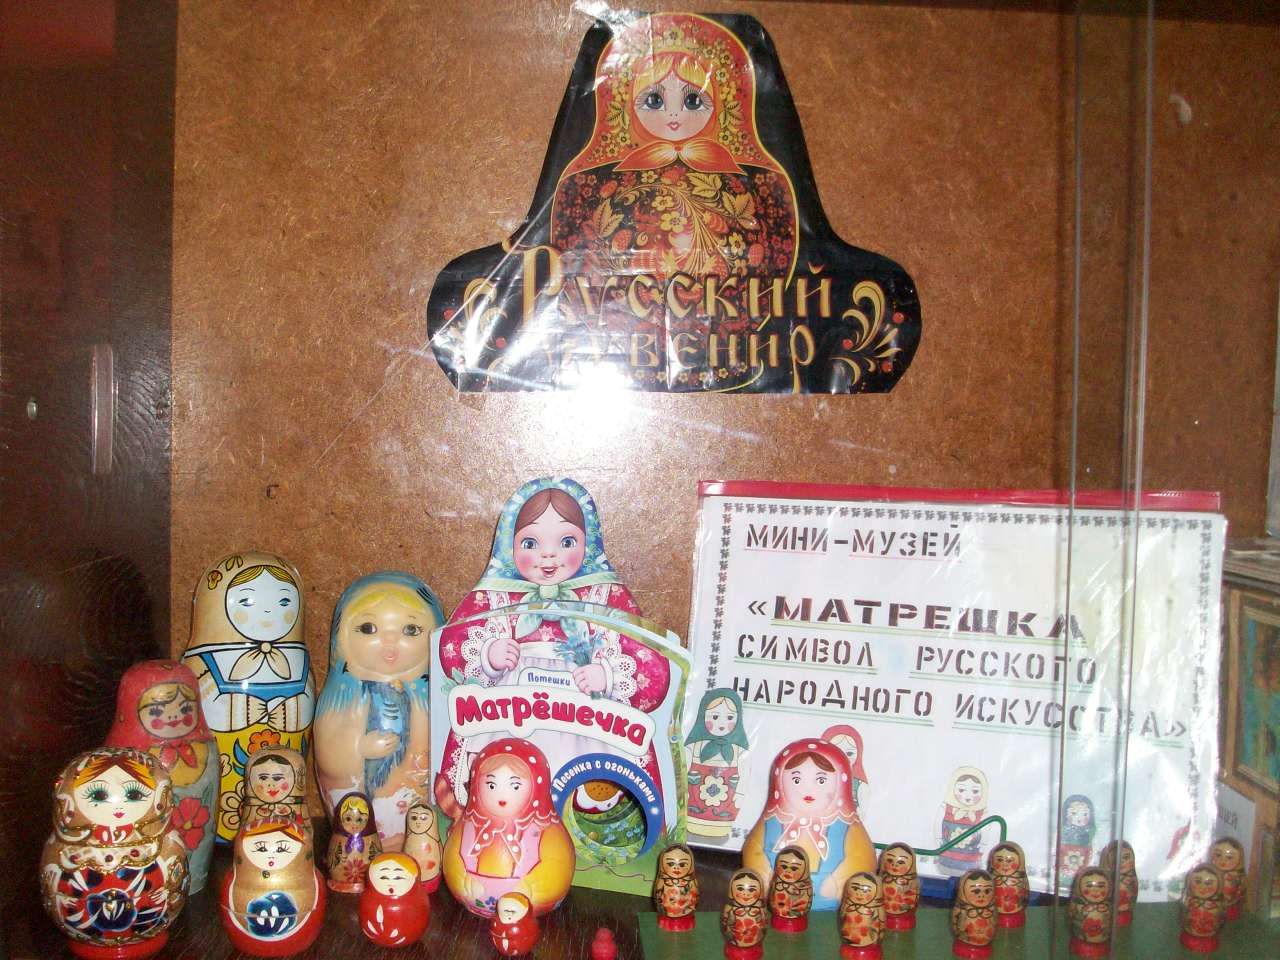 Русский
сувенир
МИНИ-МУЗЕЙ
«МАТРЕШКА
СИМВОЛ РУССКОГО
НАРОДНОГО ИСКУССТВА»
Потешки
Матрёшечка
Песенка с огоньками